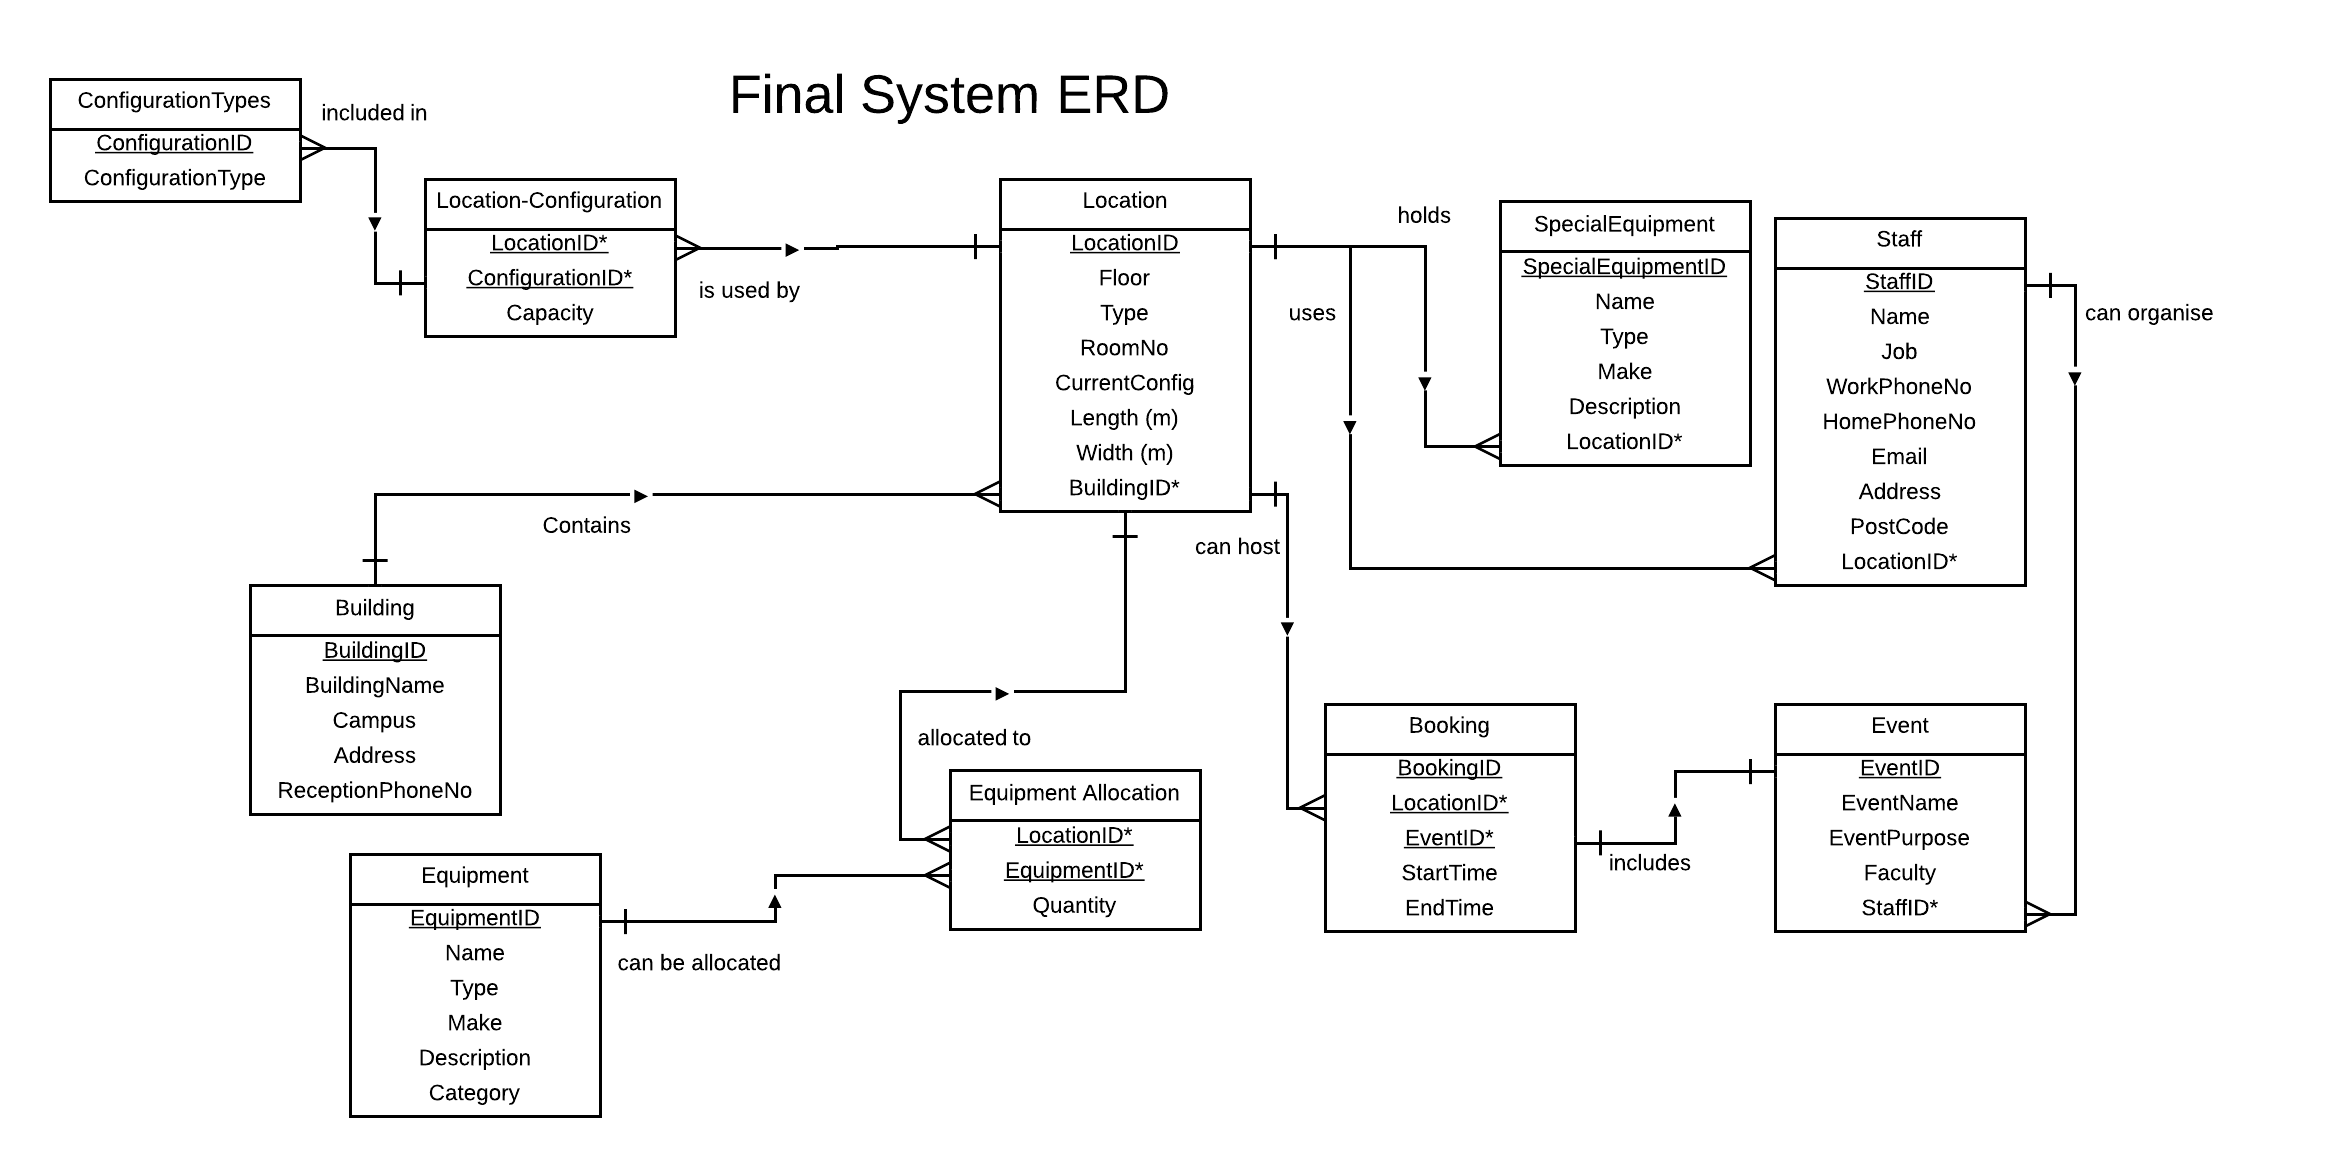 Final System ERD
ConfigurationTypes
ConfigurationID
ConfigurationType
included in
Location-Configuration
LocationID*
ConfigurationID*
Capacity
is used by
Location
LocationID
Floor
Type
RoomNo
CurrentConfig
Length (m)
Width (m)
BuildingID*
holds
uses
SpecialEquipment
SpecialEquipmentID
Name
Type
Make
Description
LocationID*
Staff
StaffID
Name
Job
WorkPhoneNo
HomePhoneNo
Email
Address
PostCode
LocationID*
can organise
Contains
can host
Building
BuildingID
BuildingName
Campus
Address
ReceptionPhoneNo
allocated to
Equipment Allocation
LocationID*
EquipmentID*
Quantity
Booking
BookingID
LocationID*
EventID*
StartTime
EndTime
includes
Event
EventID
EventName
EventPurpose
Faculty
StaffID*
Equipment
EquipmentID
Name
Type
Make
Description
Category
can be allocated